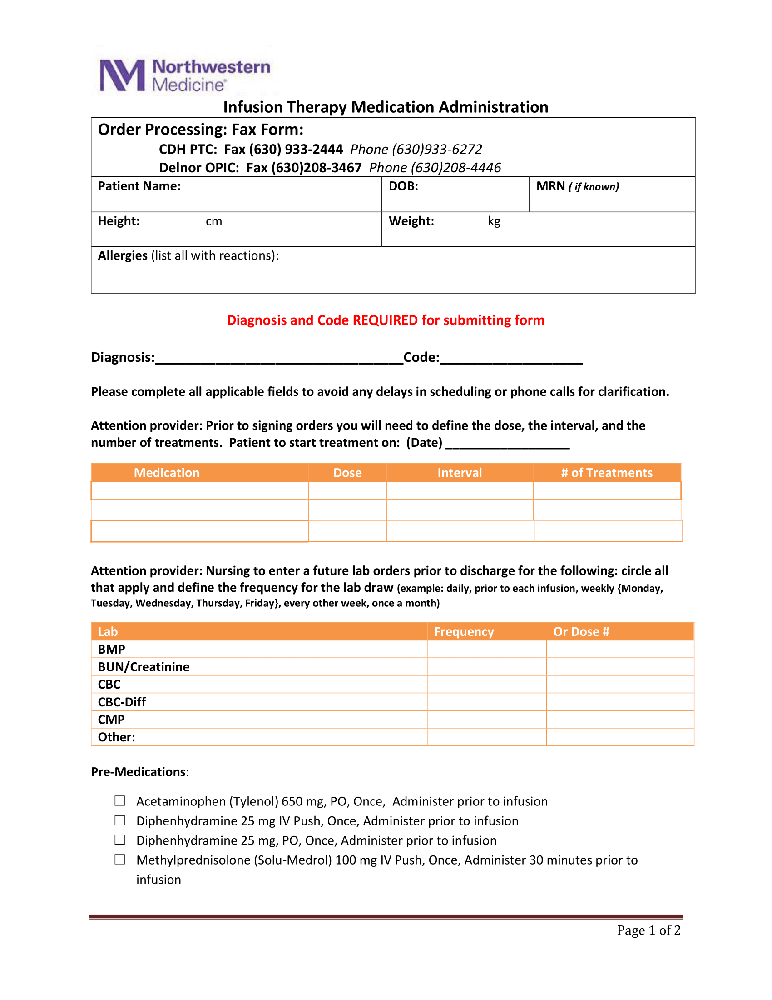 Northwestern
Medicine®
Infusion Therapy Medication Administration
Order Processing: Fax Form:
CDH PTC: Fax (630) 933-2444 Phone (630)933-6272
Delnor OPIC: Fax (630)208-3467 Phone (630)208-4446
Patient Name: DOB: MRN ( if known)
Height: cm Weight: kg
Allergies (list all with reactions):
Diagnosis and Code REQUIRED for submitting form
Diagnosis:_________________________________Code:___________________
Please complete all applicable fields to avoid any delays in scheduling or phone calls for clarification.
Attention provider: Prior to signing orders you will need to define the dose, the interval, and the
number of treatments. Patient to start treatment on: (Date) __________________
Medication Dose Interval # of Treatments
Attention provider: Nursing to enter a future lab orders prior to discharge for the following: circle all
that apply and define the frequency for the lab draw (example: daily, prior to each infusion, weekly {Monday,
Tuesday, Wednesday, Thursday, Friday}, every other week, once a month)
Lab Frequency Or Dose #
BMP
BUN/Creatinine
CBC
CBC-Diff
CMP
Other:
Pre-Medications:
☐ Acetaminophen (Tylenol) 650 mg, PO, Once, Administer prior to infusion
☐ Diphenhydramine 25 mg IV Push, Once, Administer prior to infusion
☐ Diphenhydramine 25 mg, PO, Once, Administer prior to infusion
☐ Methylprednisolone (Solu-Medrol) 100 mg IV Push, Once, Administer 30 minutes prior to
infusion
Page 1 of 2